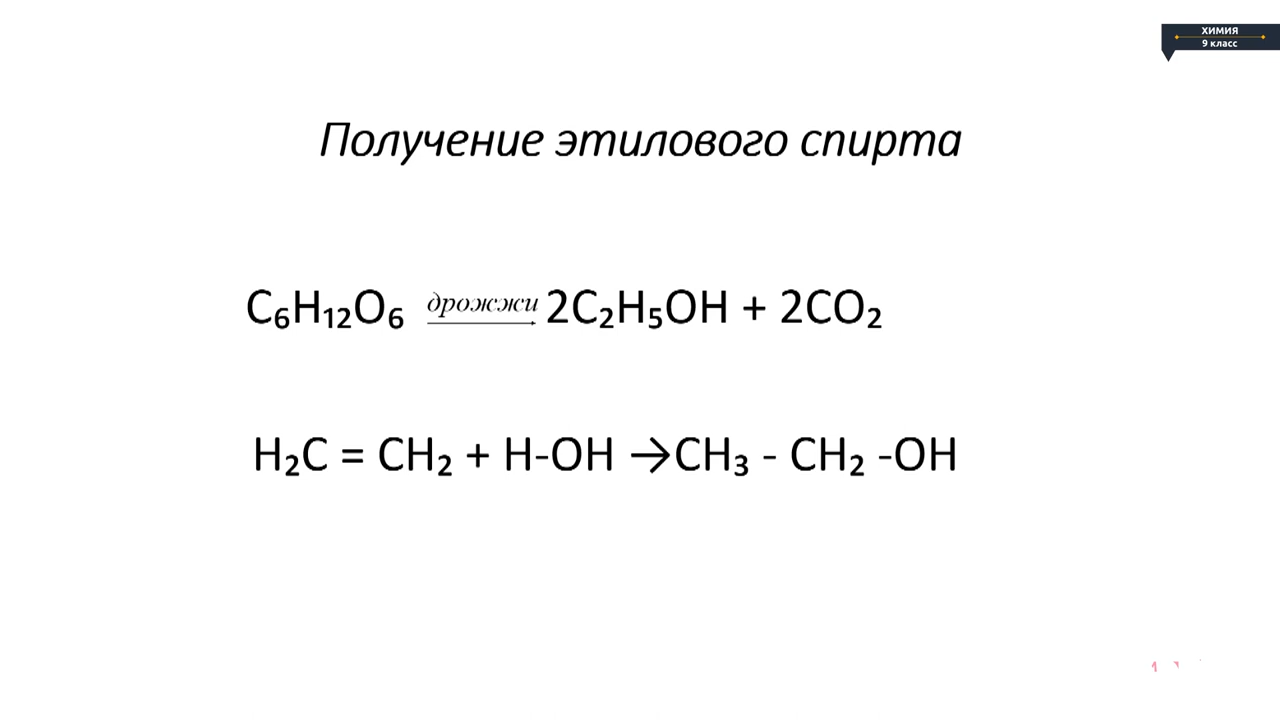 ХИМИЯ
9 класс
Получение этилового спирта
C₆H₁₂O₆ дрожжи → 2C₂H₅OH + 2CO₂
H₂C = CH₂ + H-OH →CH₃ - CH₂ -OH